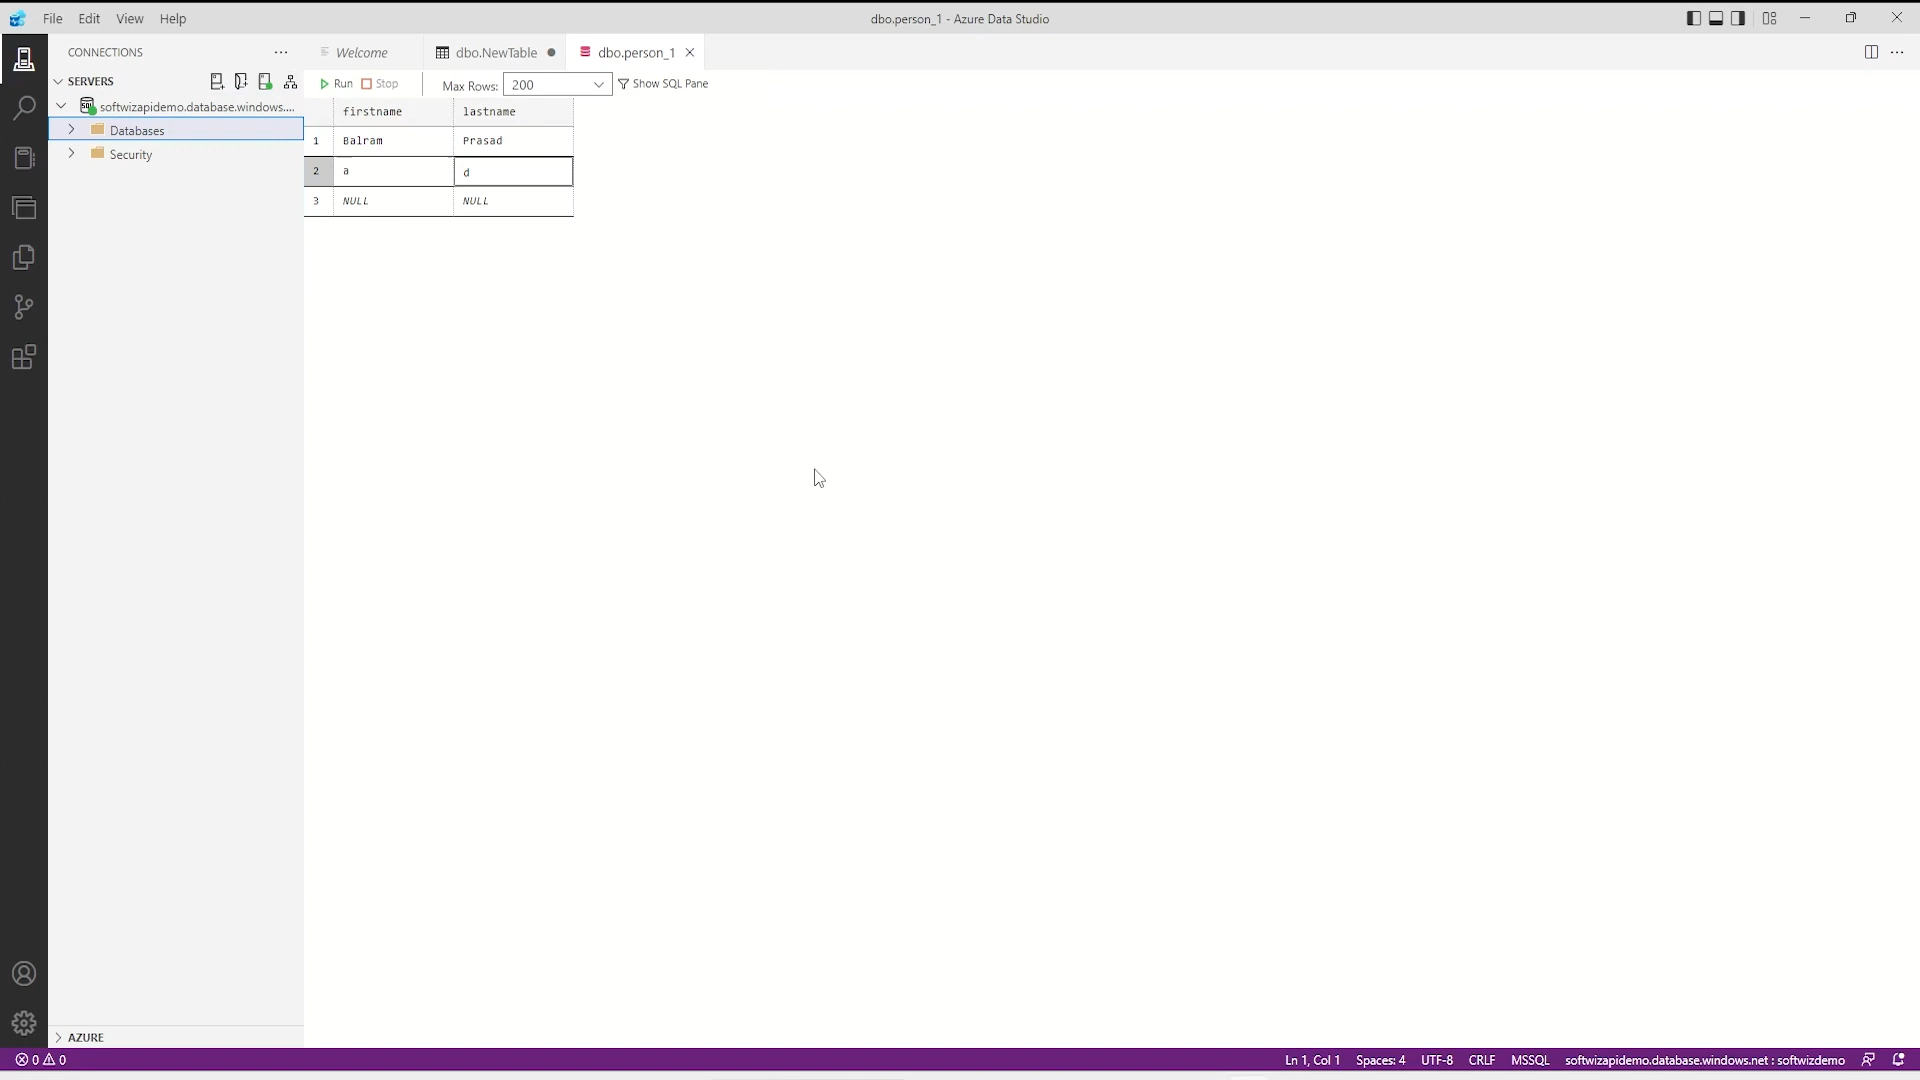 File Edit View Help
dbo.person_1 - Azure Data Studio
CONNECTIONS
Welcome
dbo.NewTable
dbo.person_1
SERVERS
Run Stop
Max Rows: 200
Show SQL Pane
softwizapidemo.database.windows....
Databases
Security
firstname lastname
1 Balram Prasad
2 a d
3 NULL NULL
AZURE
0 0
Ln 1, Col 1 Spaces: 4 UTF-8 CRLF MSSQL softwizapidemo.database.windows.net : softwizdemo